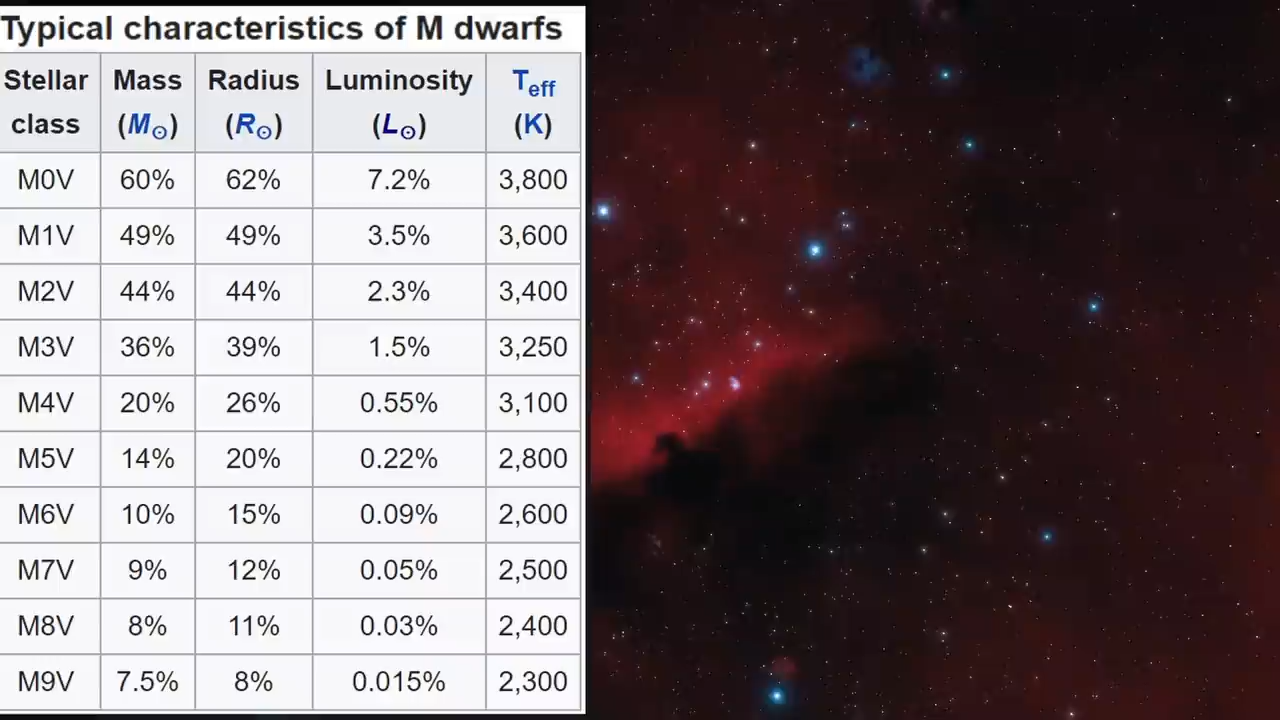 Typical characteristics of M dwarfs
Stellar class Mass (M☉) Radius (R☉) Luminosity (L☉) Teff (K)
M0V 60% 62% 7.2% 3,800
M1V 49% 49% 3.5% 3,600
M2V 44% 44% 2.3% 3,400
M3V 36% 39% 1.5% 3,250
M4V 20% 26% 0.55% 3,100
M5V 14% 20% 0.22% 2,800
M6V 10% 15% 0.09% 2,600
M7V 9% 12% 0.05% 2,500
M8V 8% 11% 0.03% 2,400
M9V 7.5% 8% 0.015% 2,300